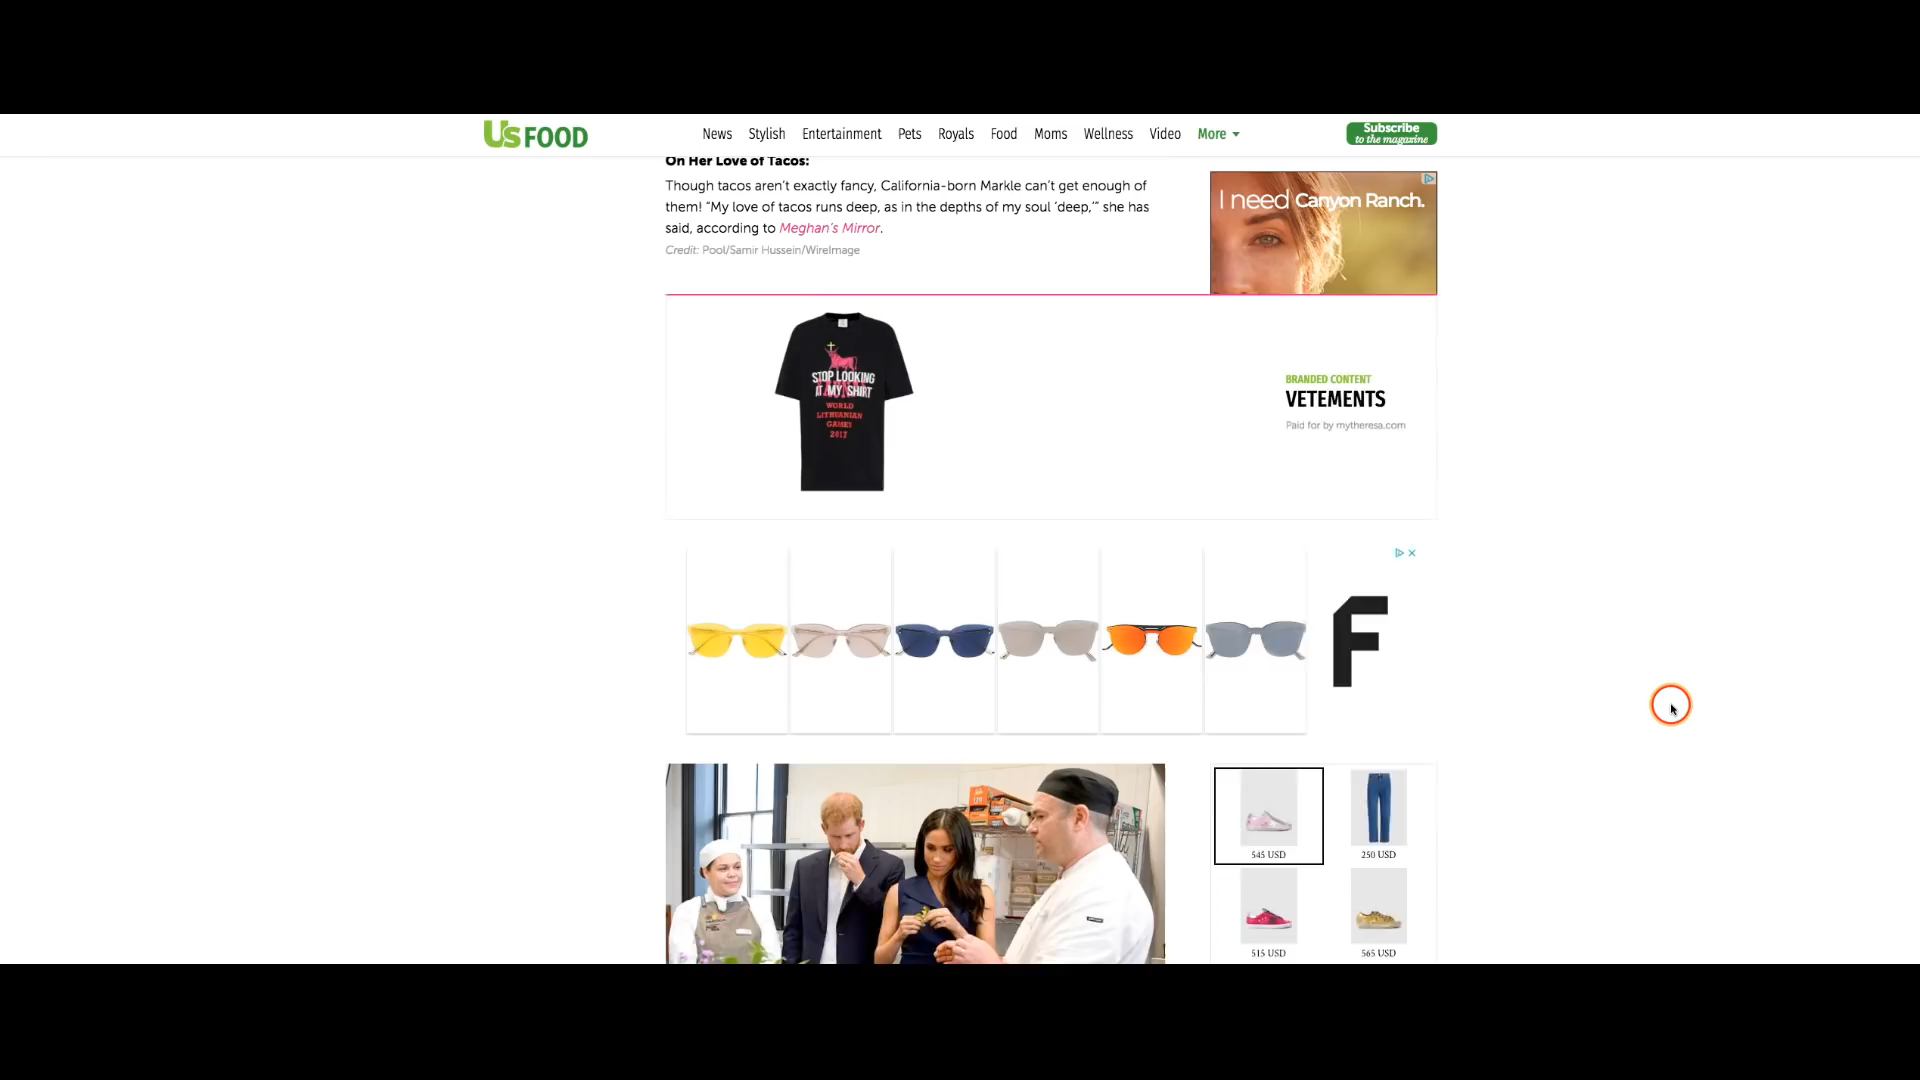 Us FOOD
News Stylish Entertainment Pets Royals Food Moms Wellness Video More
Subscribe
to the magazine
On Her Love of Tacos:
Though tacos aren’t exactly fancy, California-born Markle can’t get enough of
them! “My love of tacos runs deep, as in the depths of my soul ‘deep,’” she has
said, according to Meghan’s Mirror.
Credit: Pool/Samir Hussein/WireImage
I need Canyon Ranch.
STOP LOOKING
AT MY SHIRT
WORLD
LITHUANIAN
GAMES
2017
BRANDED CONTENT
VETEMENTS
Paid for by mytheresa.com
F
545 USD
250 USD
515 USD
565 USD